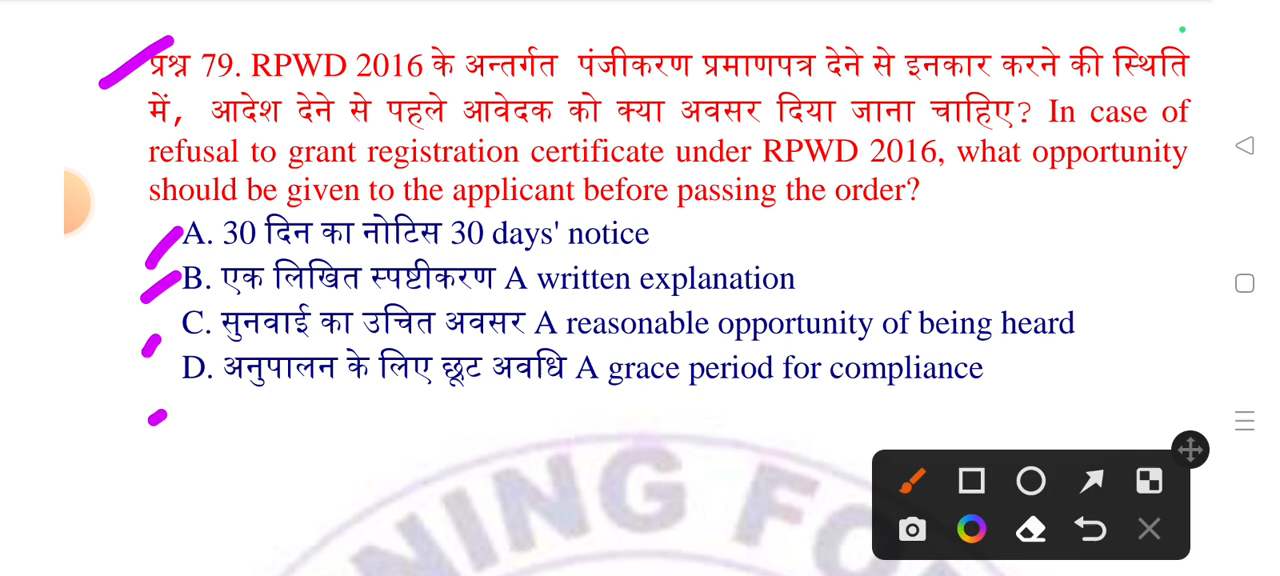 प्रश्न 79. RPWD 2016 के अन्तर्गत पंजीकरण प्रमाणपत्र देने से इनकार करने की स्थिति
में, आदेश देने से पहले आवेदक को क्या अवसर दिया जाना चाहिए? In case of
refusal to grant registration certificate under RPWD 2016, what opportunity
should be given to the applicant before passing the order?
A. 30 दिन का नोटिस 30 days' notice
B. एक लिखित स्पष्टीकरण A written explanation
C. सुनवाई का उचित अवसर A reasonable opportunity of being heard
D. अनुपालन के लिए छूट अवधि A grace period for compliance